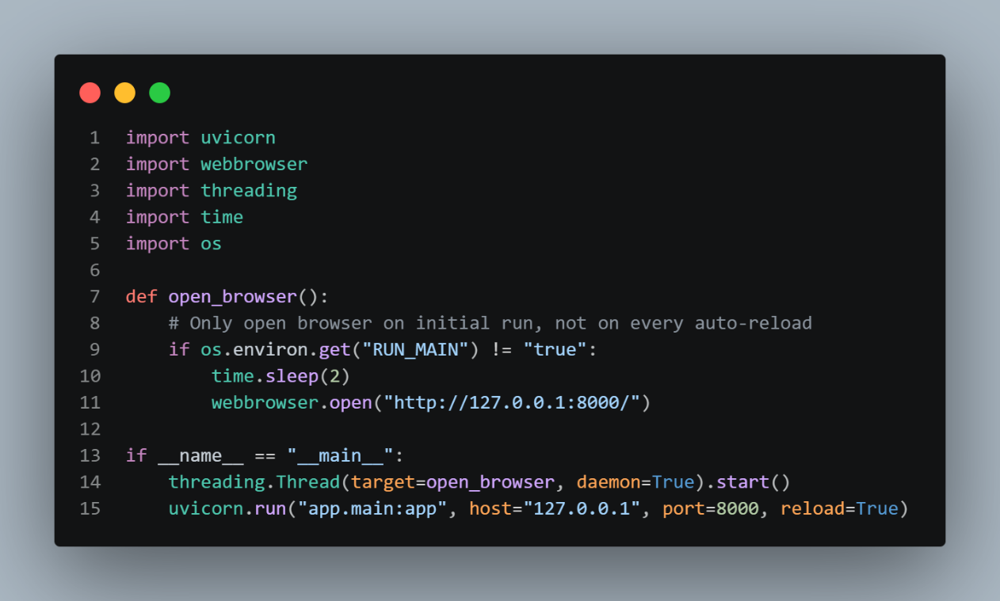 1 import uvicorn
2 import webbrowser
3 import threading
4 import time
5 import os
6
7 def open_browser():
8     # Only open browser on initial run, not on every auto-reload
9     if os.environ.get("RUN_MAIN") != "true":
10         time.sleep(2)
11         webbrowser.open("http://127.0.0.1:8000/")
12
13 if __name__ == "__main__":
14     threading.Thread(target=open_browser, daemon=True).start()
15     uvicorn.run("app.main:app", host="127.0.0.1", port=8000, reload=True)